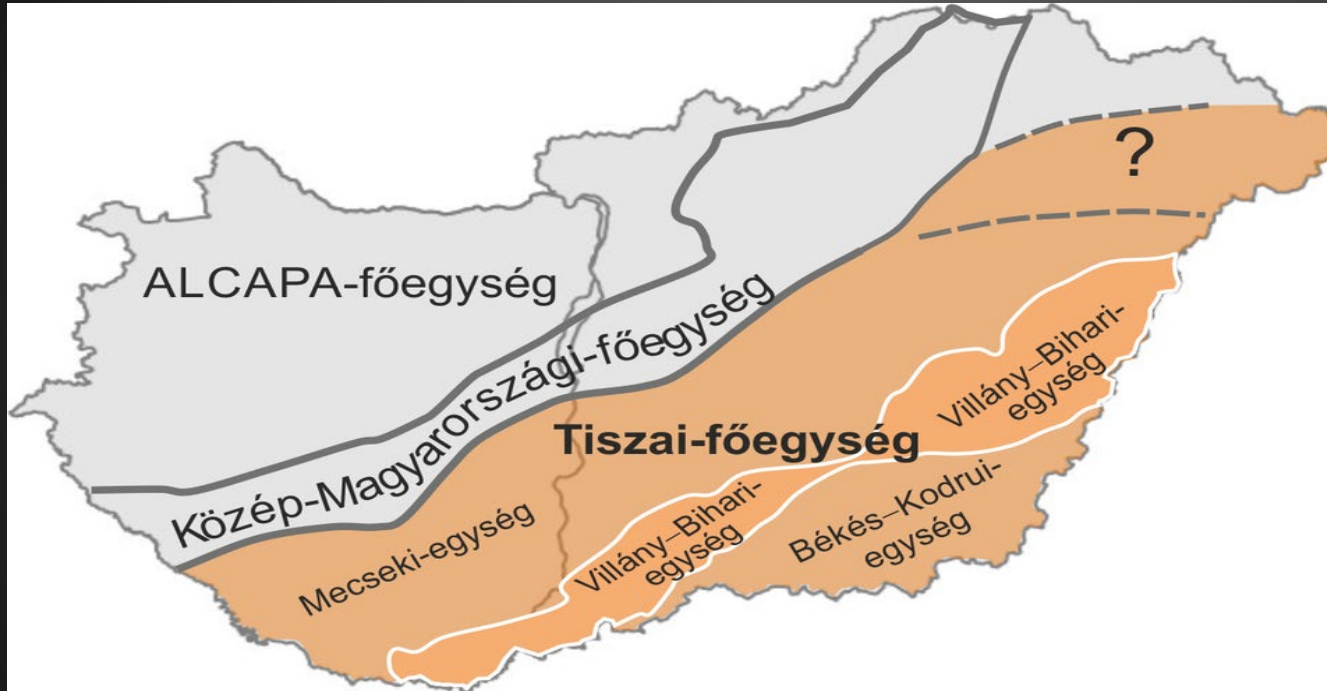 ?
ALCAPA-főegység
Közép-Magyarországi-főegység
Villány–Bihari-
egység
Tiszai-főegység
Mecseki-egység
Villány–Bihari-
egység
Békés–Kodrui-
egység